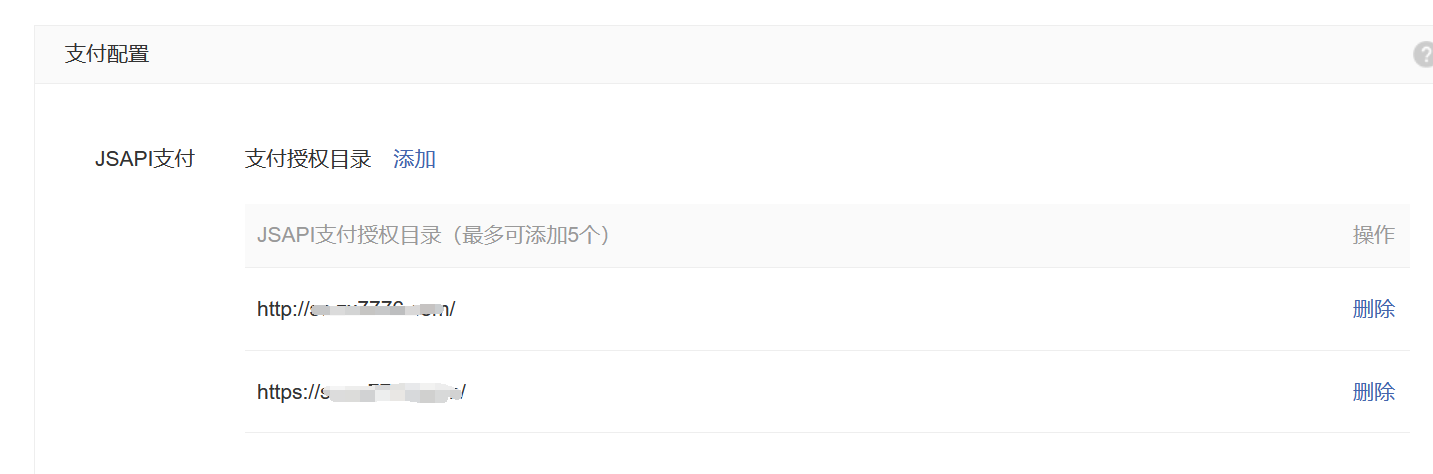 支付配置
?
JSAPI支付 支付授权目录 添加
JSAPI支付授权目录（最多可添加5个） 操作
http:// 删除
https:// 删除